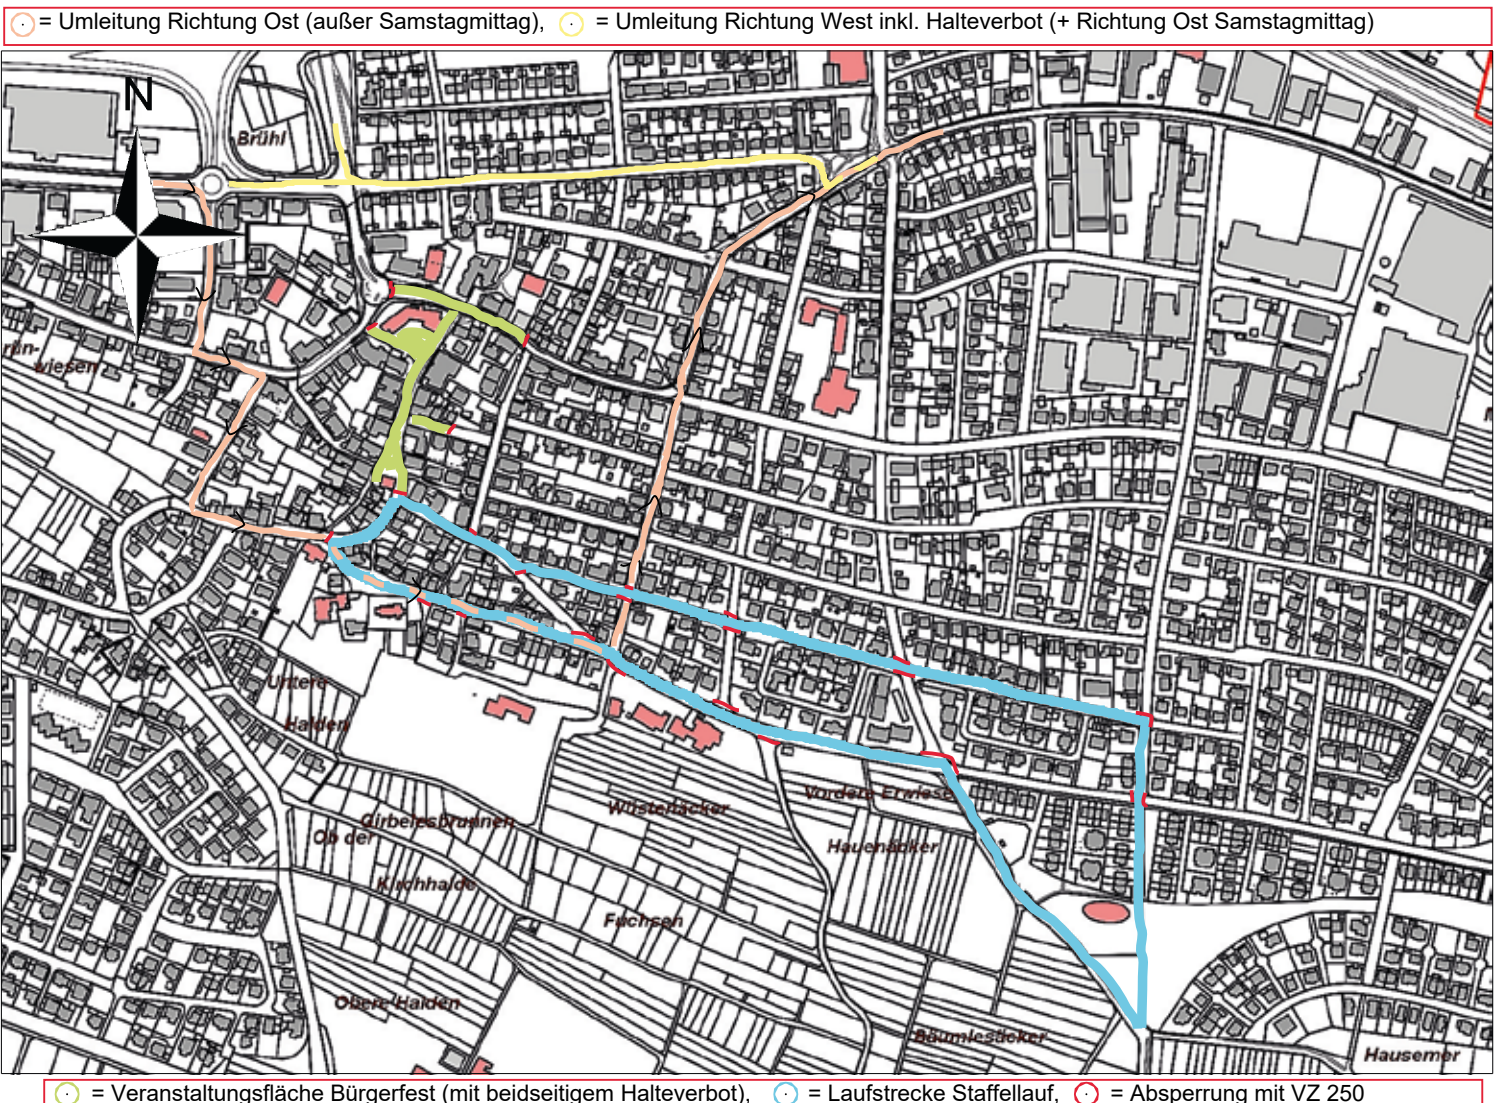 = Umleitung Richtung Ost (außer Samstagmittag), = Umleitung Richtung West inkl. Halteverbot (+ Richtung Ost Samstagmittag)
N
Brühl
wiesen
Untere
Halden
Girbelesbrunnen
Ob der
Kirchhalde
Wüstenäcker
Vordere Erwiese
Hauenäcker
Fuchsen
Obere Halden
Bäumlesäcker
Hausemer
= Veranstaltungsfläche Bürgerfest (mit beidseitigem Halteverbot), = Laufstrecke Staffellauf, = Absperrung mit VZ 250